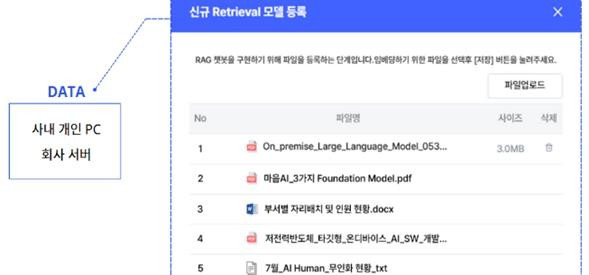 신규 Retrieval 모델 등록
RAG 챗봇을 구현하기 위해 파일을 등록하는 단계입니다.임베딩하기 위한 파일을 선택후 [저장] 버튼을 눌러주세요.
파일업로드
DATA
사내 개인 PC
회사 서버
No 파일명 사이즈 삭제
1 On_premise_Large_Language_Model_053... 3.0MB
2 마음AI_3가지 Foundation Model.pdf
3 부서별 자리배치 및 인원 현황.docx
4 저전력반도체_타깃형_온디바이스_AI_SW_개발...
5 7월_AI Human_무인화 현황_txt